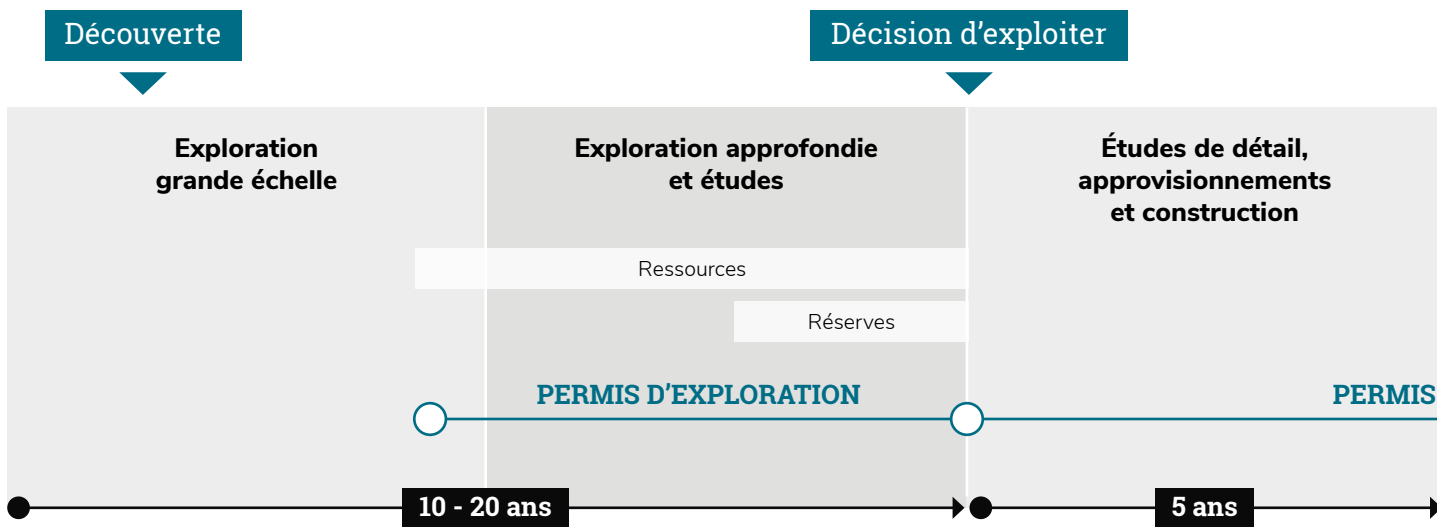 Découverte
Décision d'exploiter
Exploration
grande échelle
Exploration approfondie
et études
Études de détail,
approvisionnements
et construction
Ressources
Réserves
PERMIS D’EXPLORATION
PERMIS
10 - 20 ans
5 ans